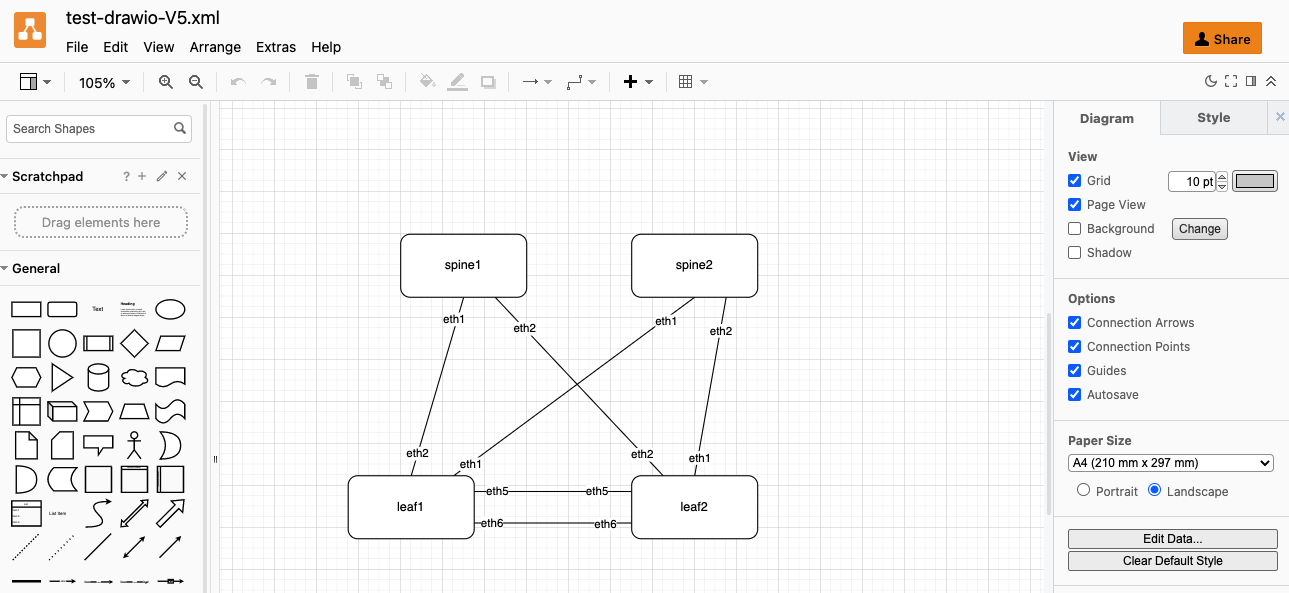 test-drawio-V5.xml
File Edit View Arrange Extras Help
Share
105%
Search Shapes
Scratchpad
?
Drag elements here
General
Text
Heading
List Item
spine1
spine2
eth1
eth2
eth1
eth2
eth2
eth1
eth2
eth1
leaf1
eth5
eth5
leaf2
eth6
eth6
Diagram
Style
View
Grid
10 pt
Page View
Background
Change
Shadow
Options
Connection Arrows
Connection Points
Guides
Autosave
Paper Size
A4 (210 mm x 297 mm)
Portrait
Landscape
Edit Data...
Clear Default Style